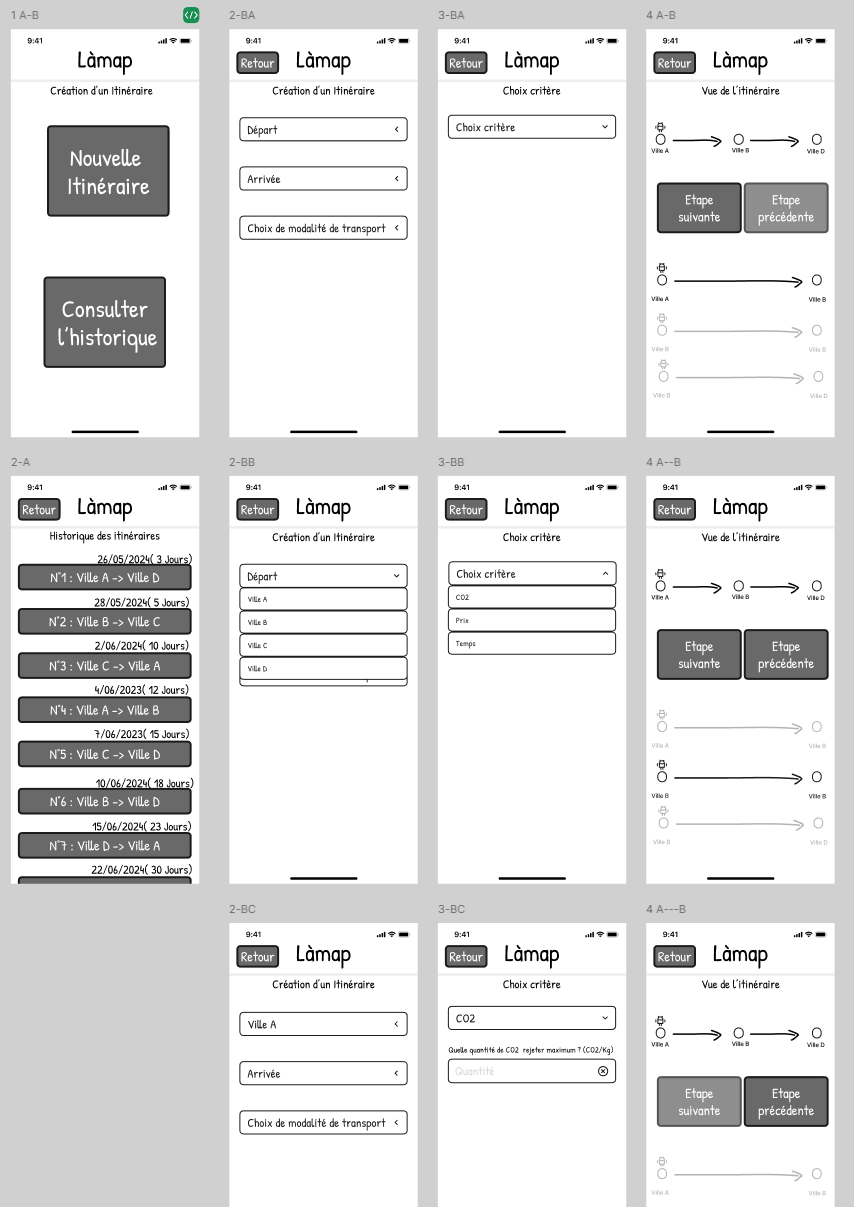 1 A-B
9:41
Làmap
Création d'un Itinéraire
Nouvelle
Itinéraire
Consulter
l'historique
2-BA
9:41
Retour
Làmap
Création d'un Itinéraire
Départ
Arrivée
Choix de modalité de transport
3-BA
9:41
Retour
Làmap
Choix critère
Choix critère
4 A-B
9:41
Retour
Làmap
Vue de l'itinéraire
Ville A
Ville B
Ville D
Etape
suivante
Etape
précédente
Ville A
Ville B
Ville B
Ville B
Ville B
Ville D
2-A
9:41
Retour
Làmap
Historique des itinéraires
26/05/2024( 3 Jours)
N°1 : Ville A -> Ville D
28/05/2024( 5 Jours)
N°2 : Ville B -> Ville C
2/06/2024( 10 Jours)
N°3 : Ville C -> Ville A
4/06/2023( 12 Jours)
N°4 : Ville A -> Ville B
7/06/2023( 15 Jours)
N°5 : Ville C -> Ville D
10/06/2024( 18 Jours)
N°6 : Ville B -> Ville D
15/06/2024( 23 Jours)
N°7 : Ville D -> Ville A
22/06/2024( 30 Jours)
2-BB
9:41
Retour
Làmap
Création d'un Itinéraire
Départ
Ville A
Ville B
Ville C
Ville D
3-BB
9:41
Retour
Làmap
Choix critère
Choix critère
CO2
Prix
Temps
4 A--B
9:41
Retour
Làmap
Vue de l'itinéraire
Ville A
Ville B
Ville D
Etape
suivante
Etape
précédente
Ville A
Ville B
Ville B
Ville B
Ville B
Ville D
2-BC
9:41
Retour
Làmap
Création d'un Itinéraire
Ville A
Arrivée
Choix de modalité de transport
3-BC
9:41
Retour
Làmap
Choix critère
CO2
Quelle quantité de CO2 rejeter maximum ? (CO2/Kg)
Quantité
4 A---B
9:41
Retour
Làmap
Vue de l'itinéraire
Ville A
Ville B
Ville D
Etape
suivante
Etape
précédente
Ville A
Ville B